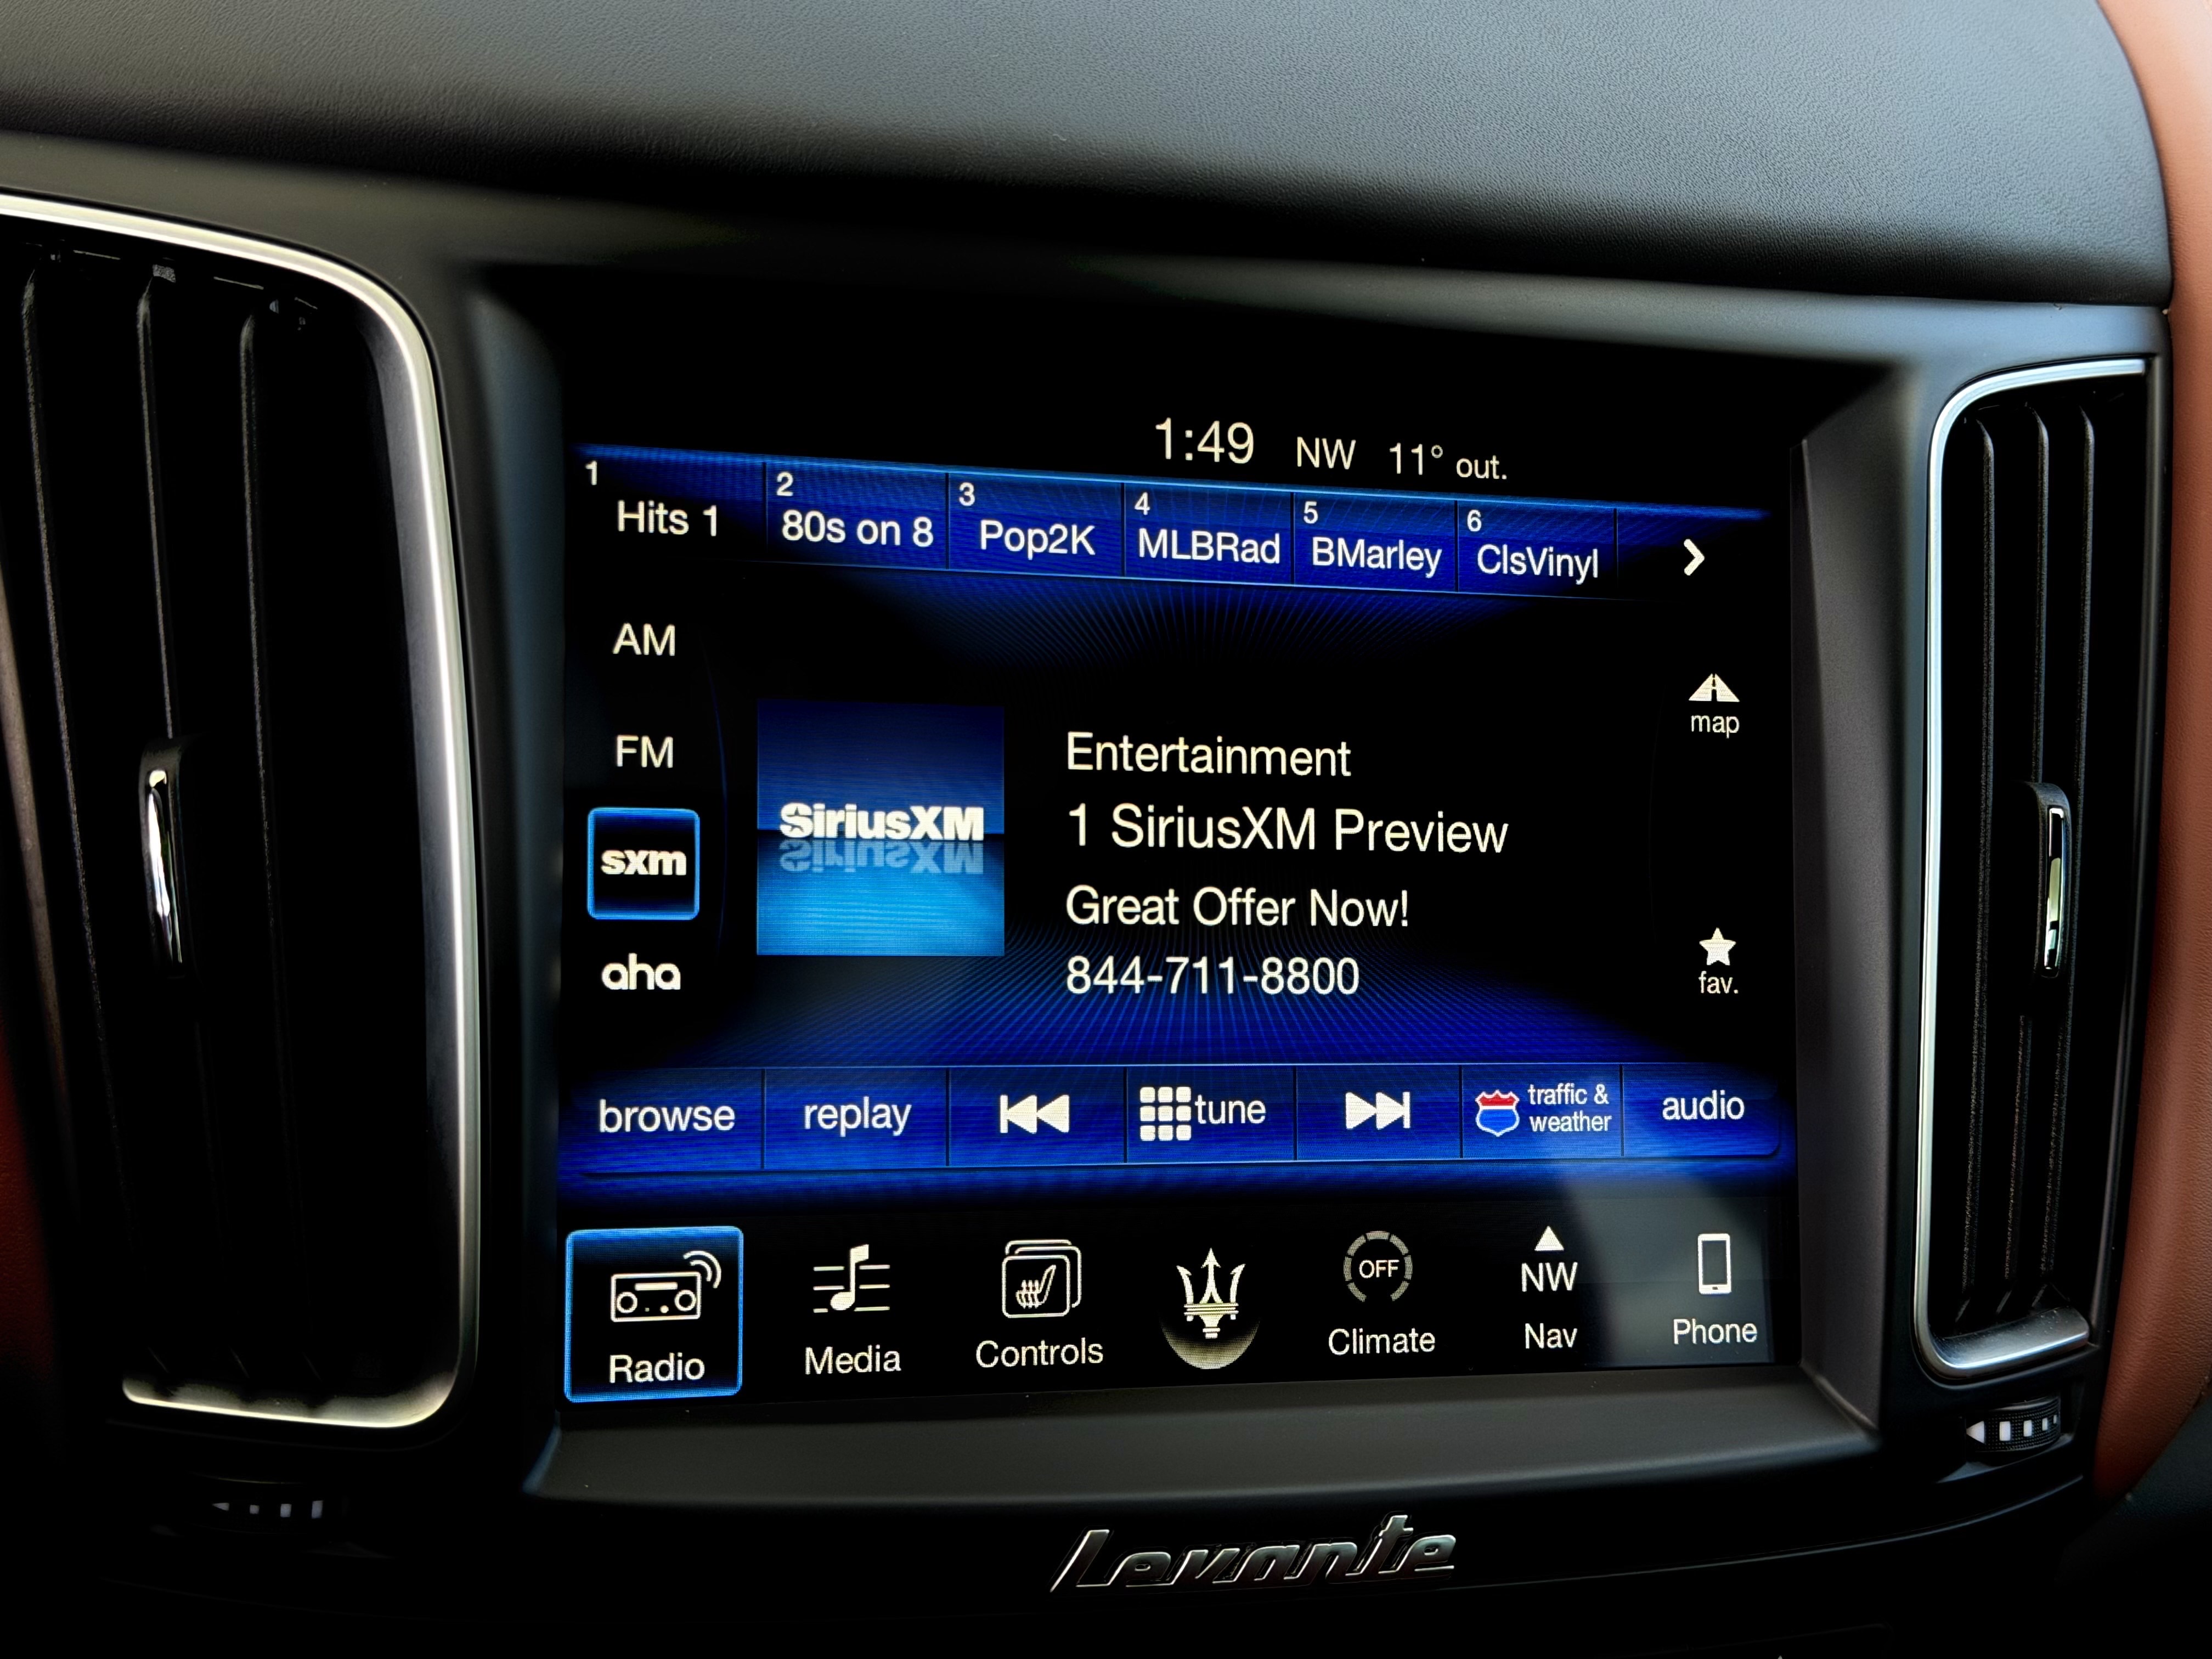 1:49 NW 11° out.
1 Hits 1 2 80s on 8 3 Pop2K 4 MLBRad 5 BMarley 6 ClsVinyl
AM
map
FM
Entertainment
SiriusXM
1 SiriusXM Preview
sxm
Great Offer Now!
aha
844-711-8800
fav.
browse replay tune traffic & weather audio
OFF NW
Radio Media Controls Climate Nav Phone
Levante